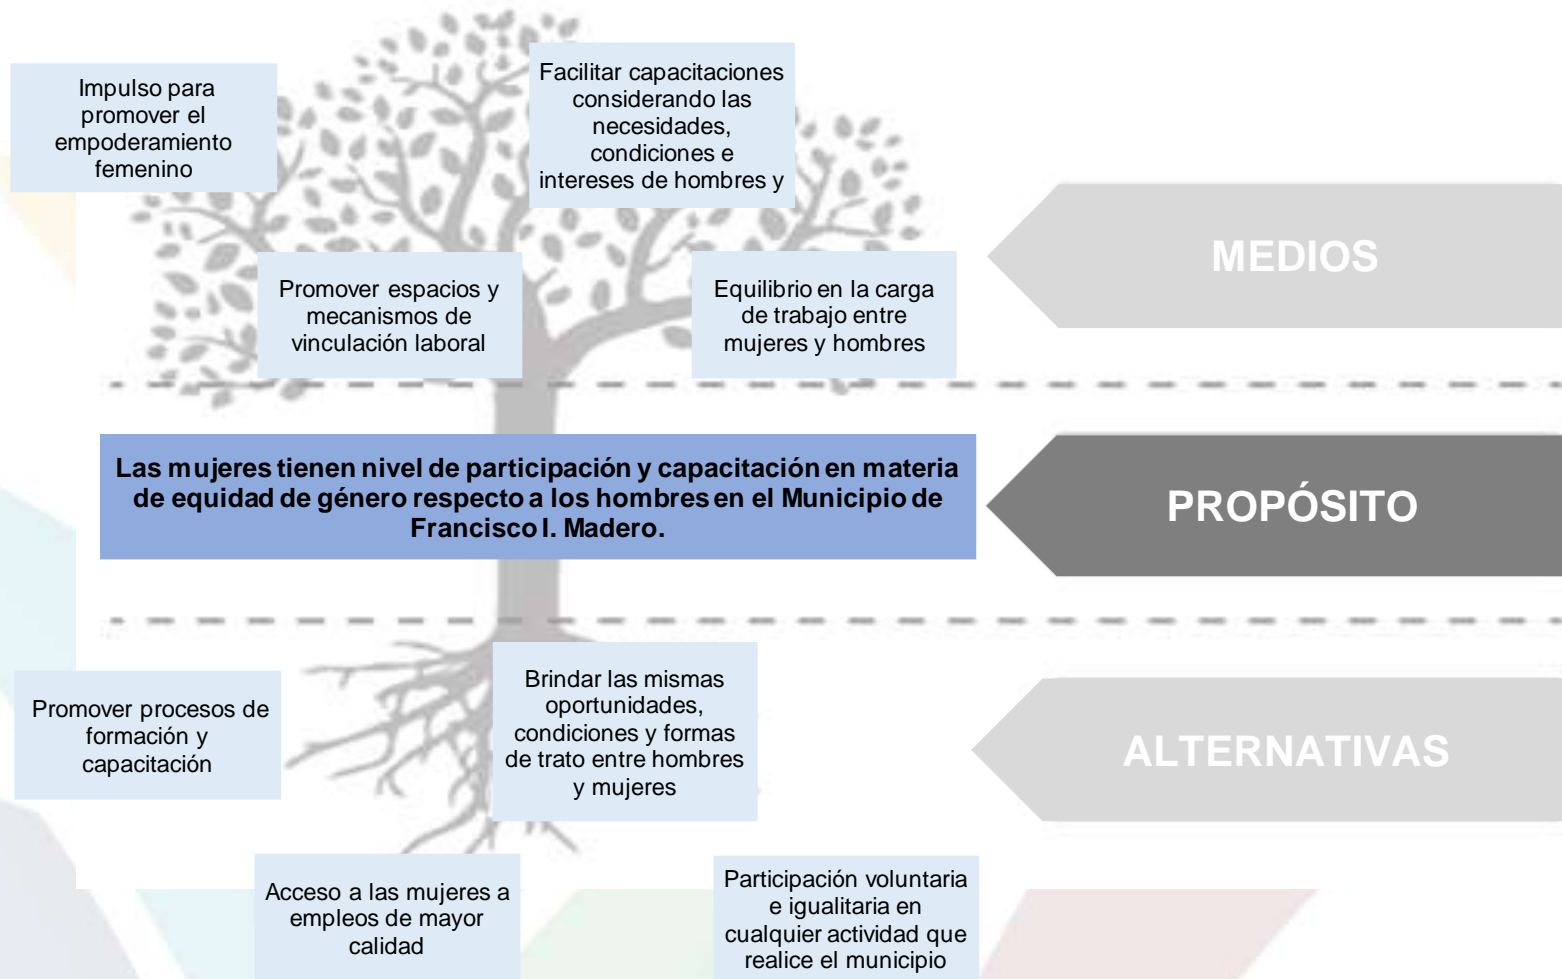 Impulso para
promover el
empoderamiento
femenino
Facilitar capacitaciones
considerando las
necesidades,
condiciones e
intereses de hombres y
Promover espacios y
mecanismos de
vinculación laboral
Equilibrio en la carga
de trabajo entre
mujeres y hombres
MEDIOS
Las mujeres tienen nivel de participación y capacitación en materia
de equidad de género respecto a los hombres en el Municipio de
Francisco I. Madero.
PROPÓSITO
Promover procesos de
formación y
capacitación
Brindar las mismas
oportunidades,
condiciones y formas
de trato entre hombres
y mujeres
ALTERNATIVAS
Acceso a las mujeres a
empleos de mayor
calidad
Participación voluntaria
e igualitaria en
cualquier actividad que
realice el municipio